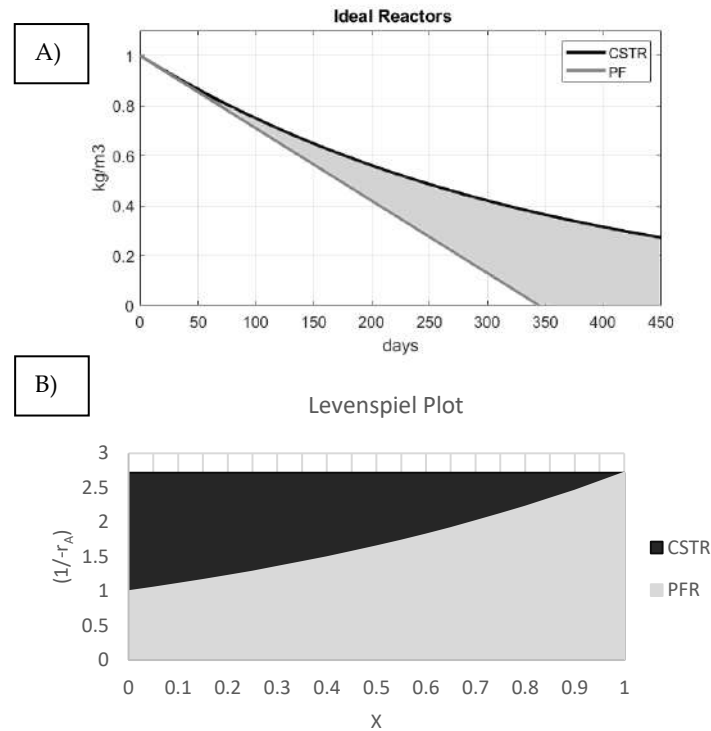 A)
Ideal Reactors
CSTR
PF
kg/m3
1
0.8
0.6
0.4
0.2
0
0 50 100 150 200 250 300 350 400 450
days
B)
Levenspiel Plot
(1/-r_A)
3
2.5
2
1.5
1
0.5
0
CSTR
PFR
0 0.1 0.2 0.3 0.4 0.5 0.6 0.7 0.8 0.9 1
X